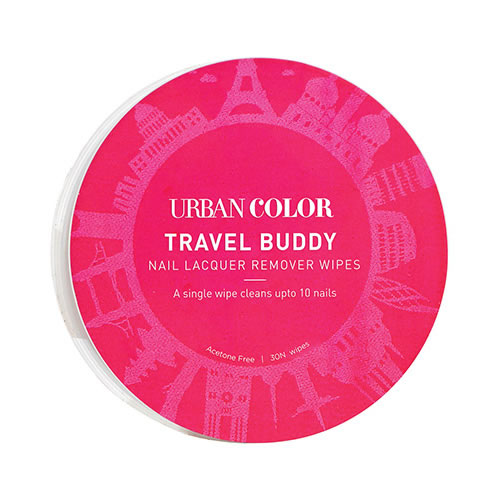 URBAN COLOR
TRAVEL BUDDY
NAIL LACQUER REMOVER WIPES
A single wipe cleans upto 10 nails
Acetone Free | 30N wipes